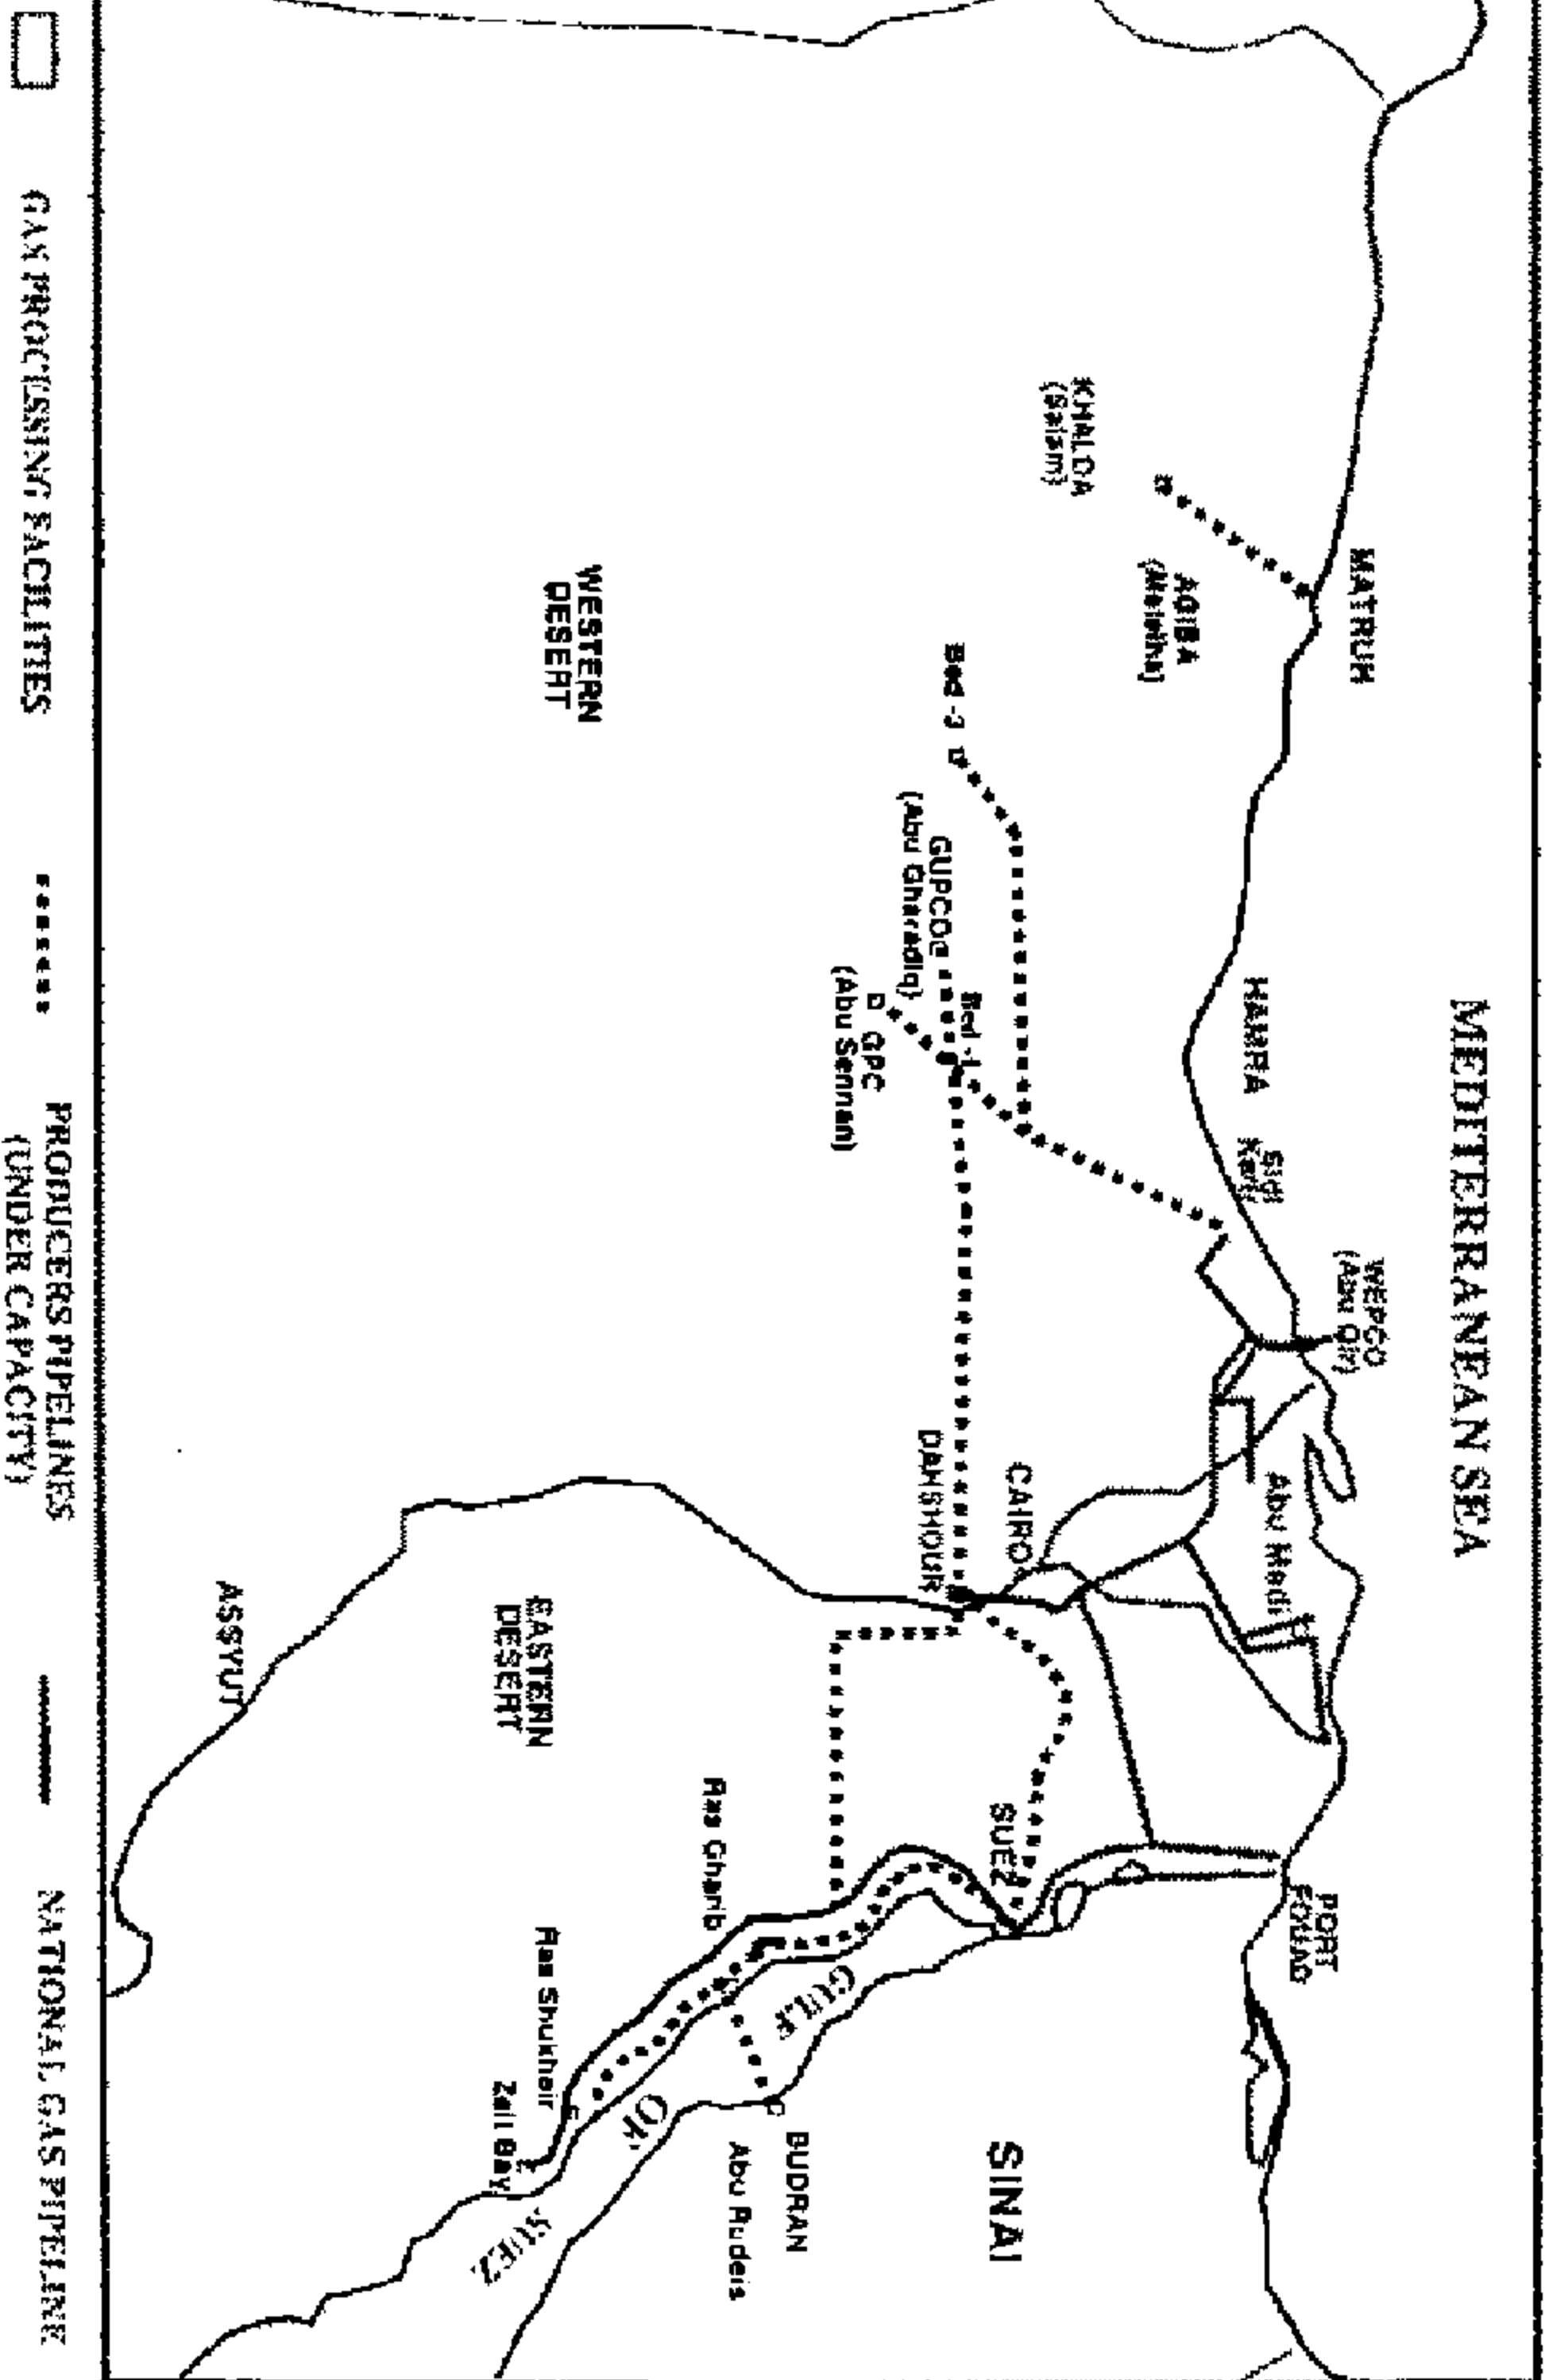 MEDITERRANEAN SEA
MATRUH
HAMRA
Sidi
Kerir
WEPCO
(Abu Qir)
Abu Madi
PORT
FOUAD
KHALDA
(Salam)
AGIBA
(Meleiha)
Bed -3
GUPCO
(Abu Gharadiq)
Bed -1
GPC
(Abu Sennan)
DAHSHOUR
CAIRO
SUEZ
SINAI
WESTERN
DESERT
EASTERN
DESERT
ASSYUT
Ras Gharib
Ras Shukhair
Zeit Bay
GULF
OF
SUEZ
BUDRAN
Abu Rudeis
GAS PROCESSING FACILITIES
PRODUCERS PIPELINES
(UNDER CAPACITY)
NATIONAL GAS PIPELINE